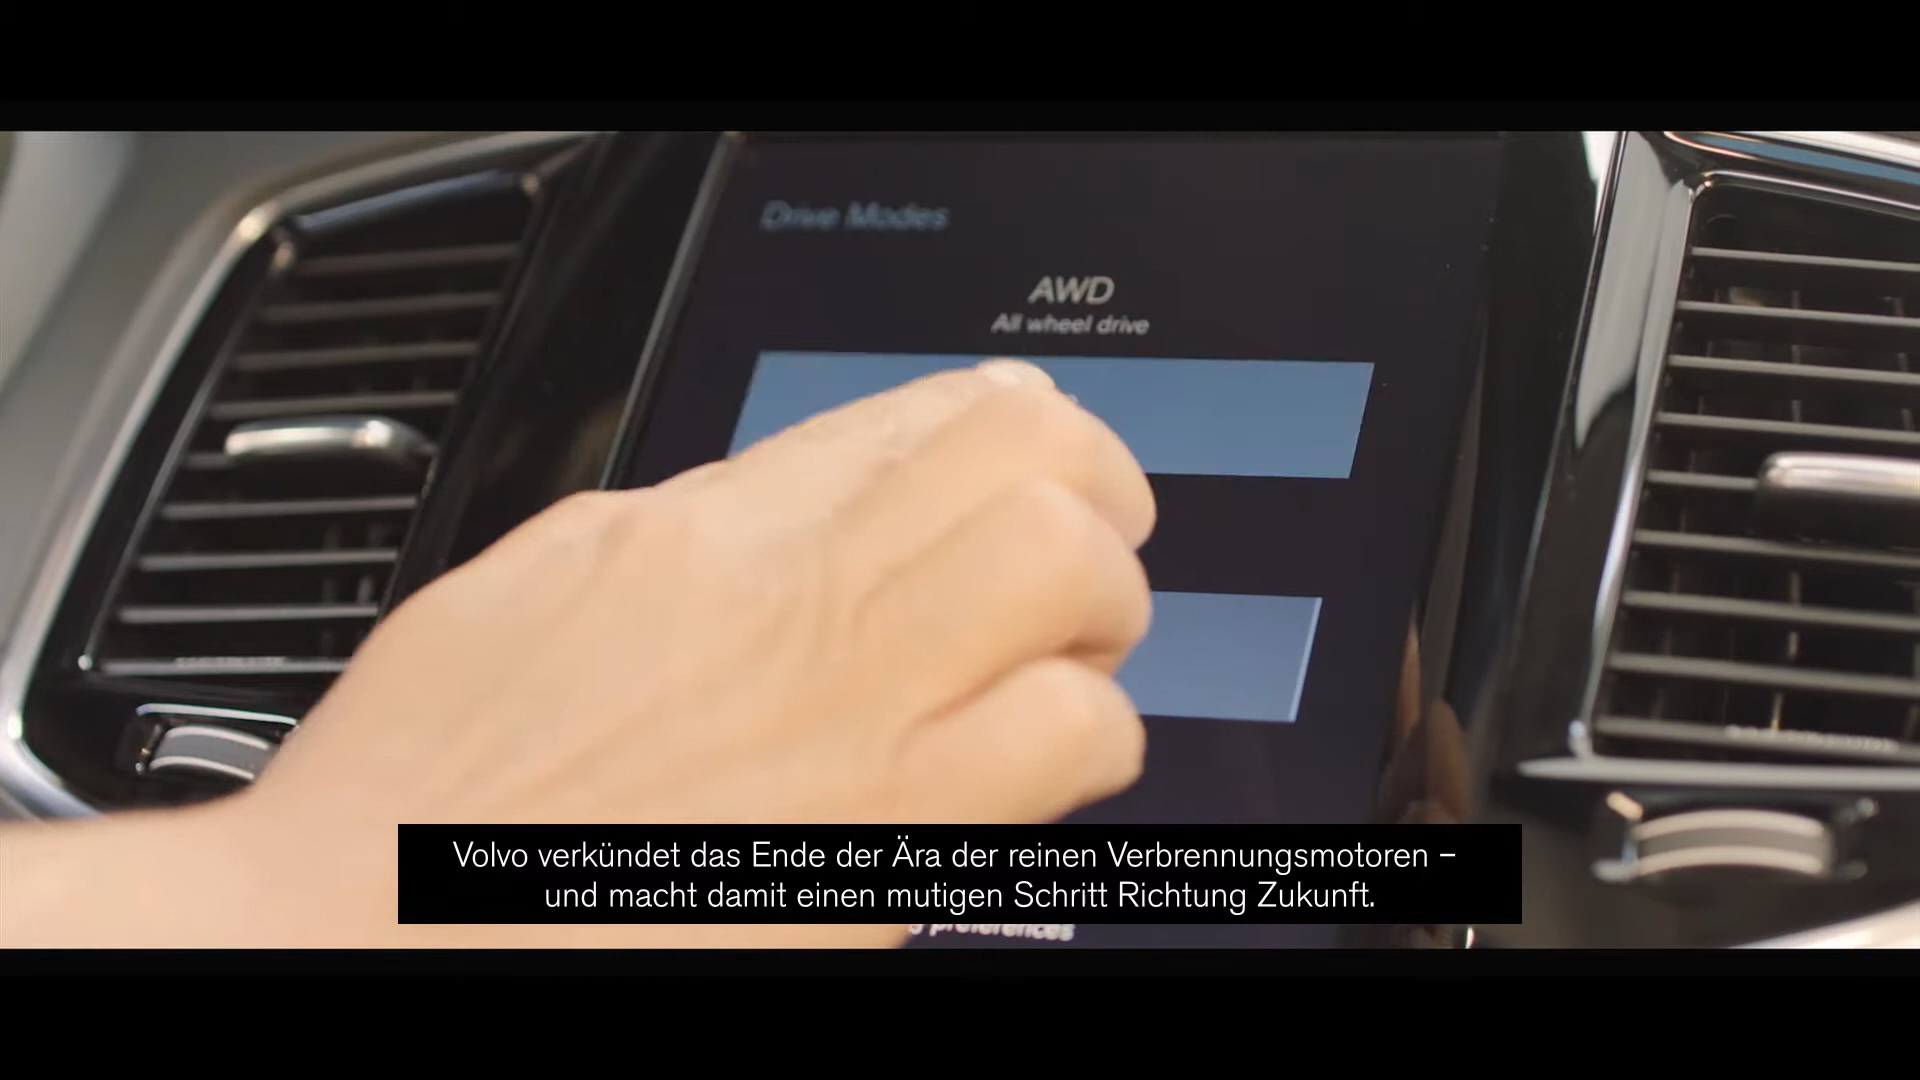 Drive Modes
AWD
All wheel drive
Volvo verkündet das Ende der Ära der reinen Verbrennungsmotoren –
und macht damit einen mutigen Schritt Richtung Zukunft.
preferences